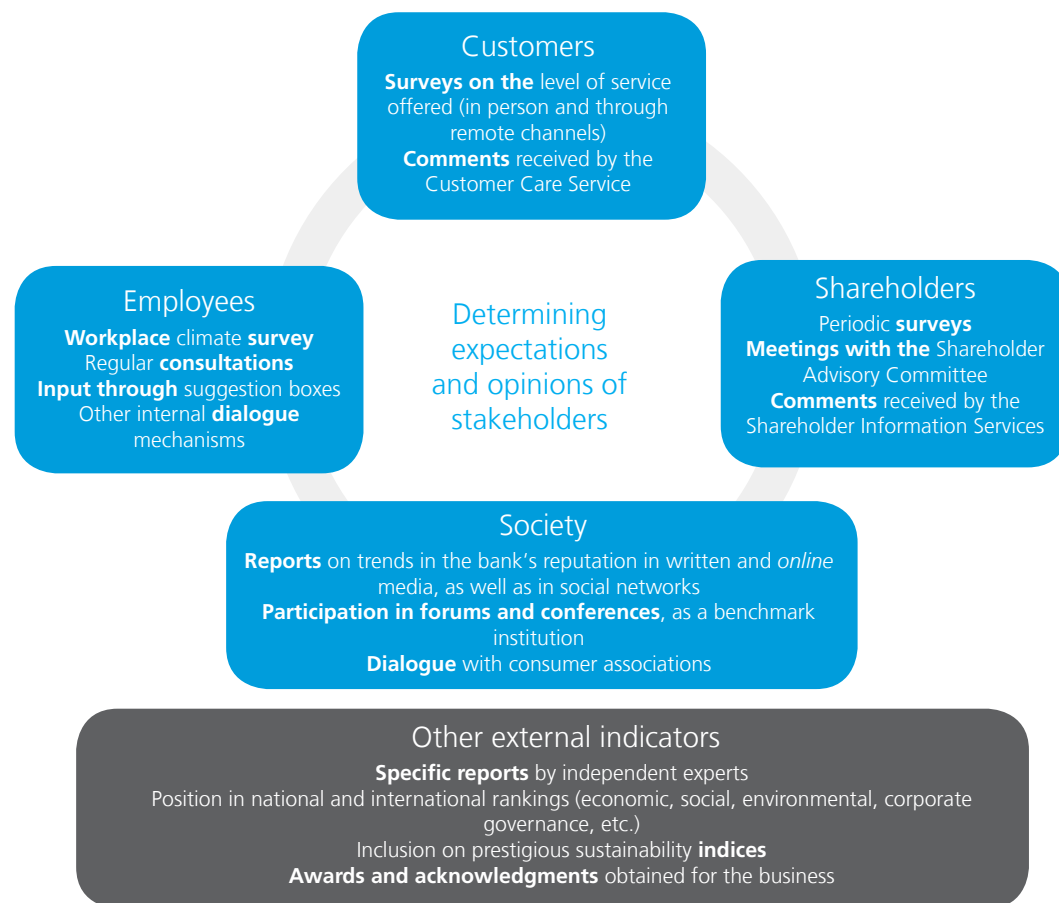 Customers
Surveys on the level of service
offered (in person and through
remote channels)
Comments received by the
Customer Care Service
Employees
Workplace climate survey
Regular consultations
Input through suggestion boxes
Other internal dialogue
mechanisms
Determining
expectations
and opinions of
stakeholders
Shareholders
Periodic surveys
Meetings with the Shareholder
Advisory Committee
Comments received by the
Shareholder Information Services
Society
Reports on trends in the bank's reputation in written and online
media, as well as in social networks
Participation in forums and conferences, as a benchmark
institution
Dialogue with consumer associations
Other external indicators
Specific reports by independent experts
Position in national and international rankings (economic, social, environmental, corporate
governance, etc.)
Inclusion on prestigious sustainability indices
Awards and acknowledgments obtained for the business